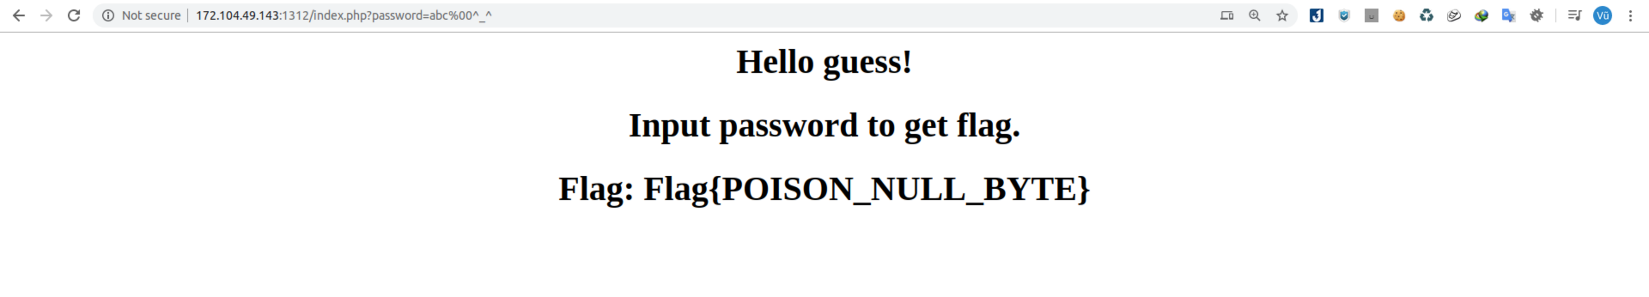 Not secure 172.104.49.143:1312/index.php?password=abc%00^_^ Vũ
Hello guess!
Input password to get flag.
Flag: Flag{POISON_NULL_BYTE}